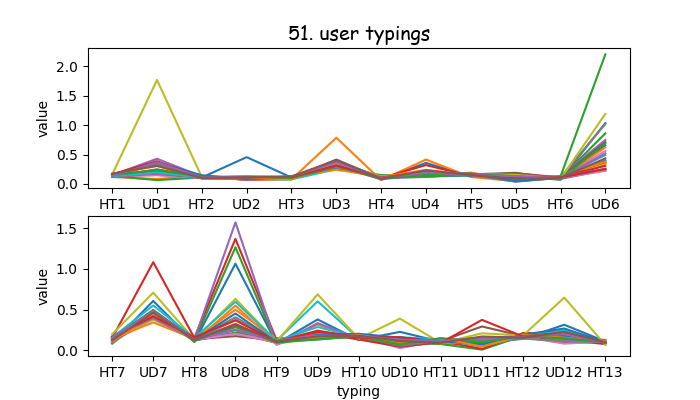 51. user typings
value
2.0
1.5
1.0
0.5
0.0
HT1 UD1 HT2 UD2 HT3 UD3 HT4 UD4 HT5 UD5 HT6 UD6
value
1.5
1.0
0.5
0.0
HT7 UD7 HT8 UD8 HT9 UD9 HT10 UD10 HT11 UD11 HT12 UD12 HT13
typing